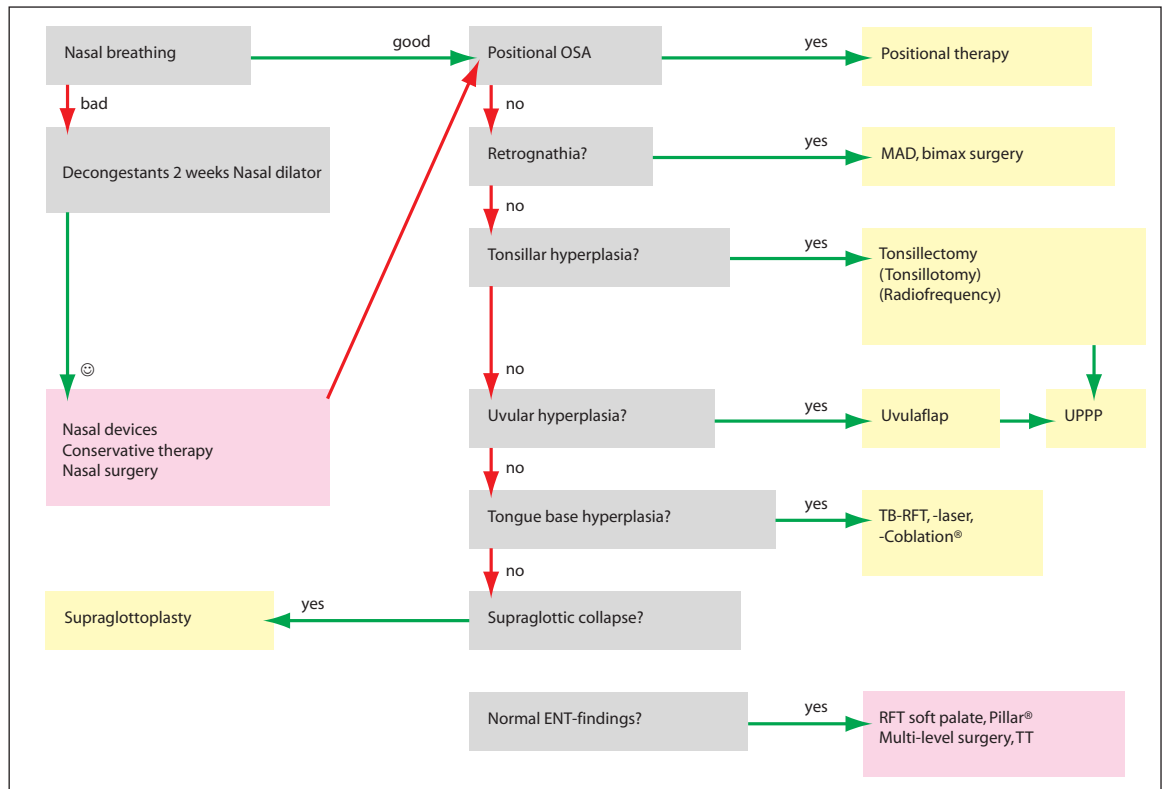 Nasal breathing
good
Positional OSA
yes
Positional therapy
bad
no
Decongestants 2 weeks Nasal dilator
Retrognathia?
yes
MAD, bimax surgery
no
Tonsillar hyperplasia?
yes
Tonsillectomy
(Tonsillotomy)
(Radiofrequency)
☺
no
Nasal devices
Conservative therapy
Nasal surgery
Uvular hyperplasia?
yes
Uvulaflap
UPPP
no
Tongue base hyperplasia?
yes
TB-RFT, -laser,
-Coblation®
no
Supraglottoplasty
yes
Supraglottic collapse?
Normal ENT-findings?
yes
RFT soft palate, Pillar®
Multi-level surgery, TT